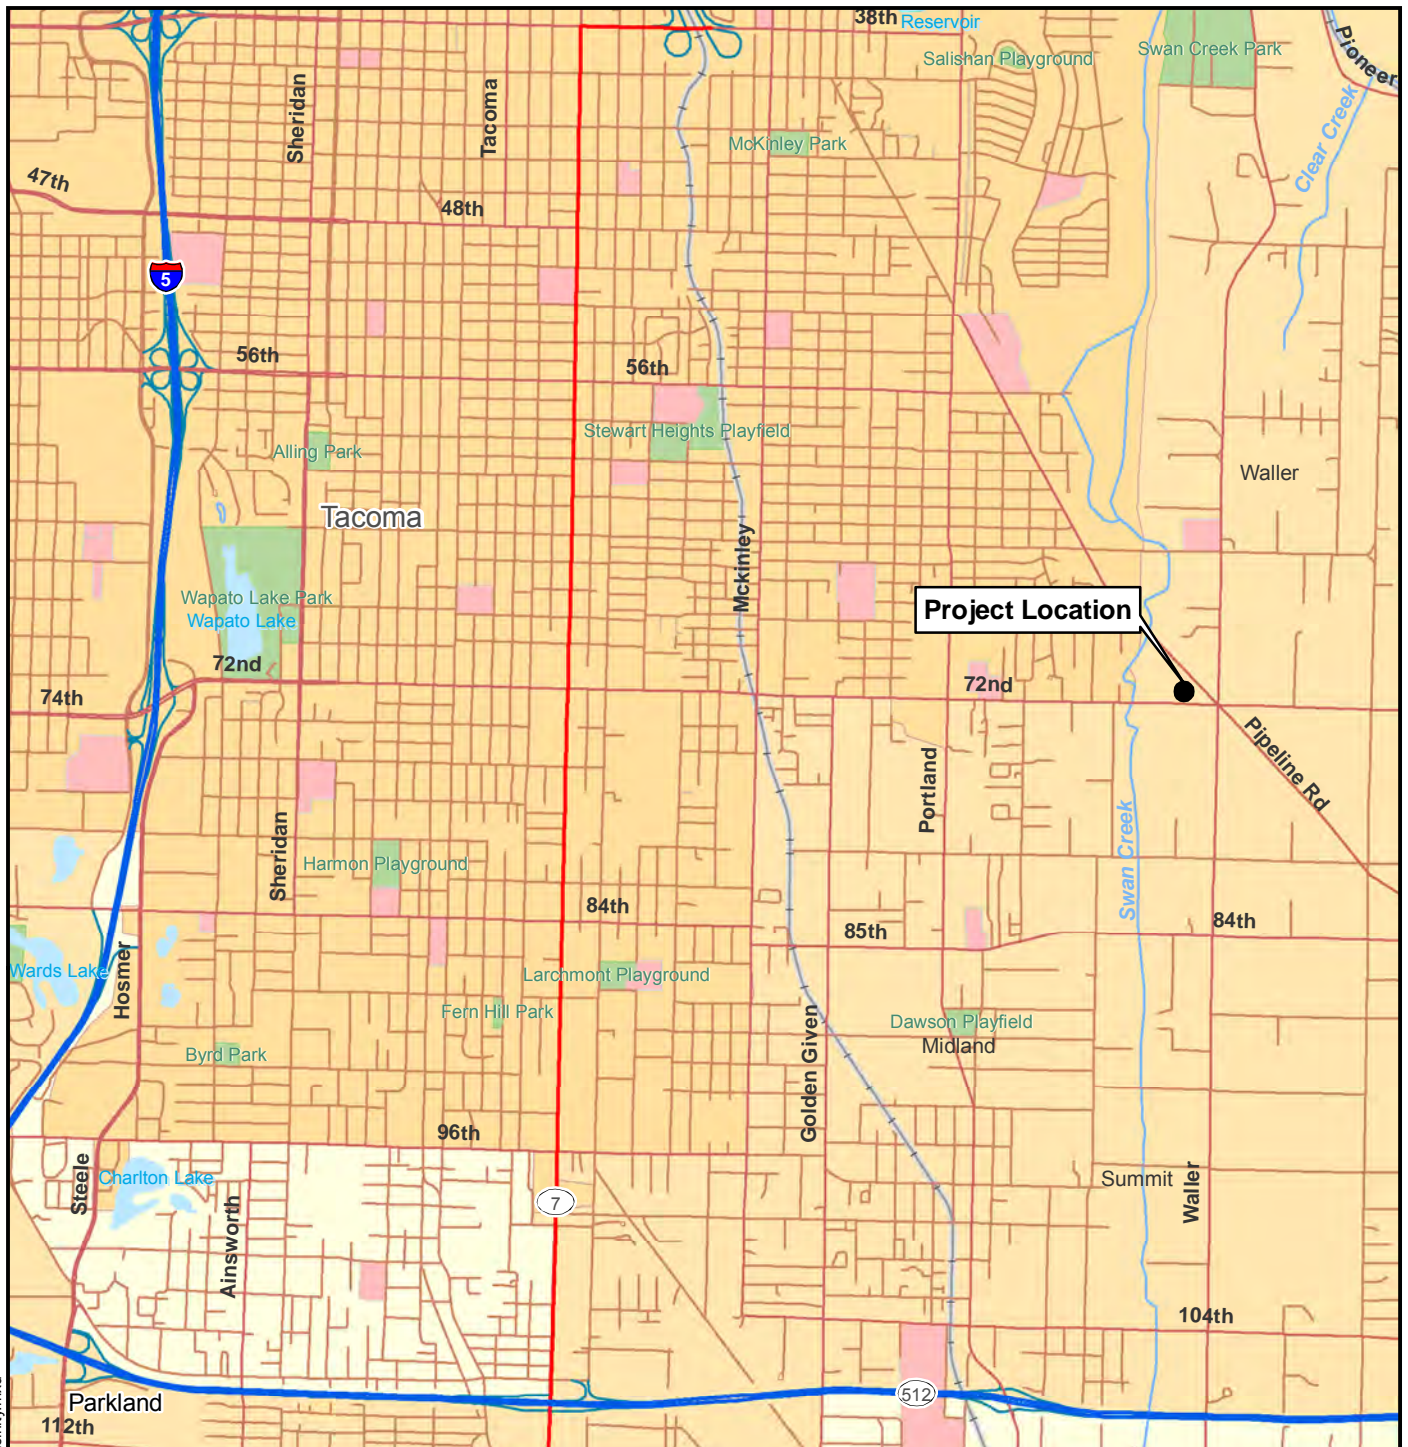 38th
Reservoir
Salishan Playground
Swan Creek Park
Pioneer
Sheridan
Tacoma
McKinley Park
Clear Creek
47th
48th
5
56th
56th
Stewart Heights Playfield
Alling Park
Waller
Tacoma
Mckinley
Wapato Lake Park
Wapato Lake
Project Location
72nd
72nd
74th
Pipeline Rd
Portland
Swan Creek
Sheridan
Harmon Playground
84th
85th
84th
Wards Lake
Hosmer
Larchmont Playground
Fern Hill Park
Dawson Playfield
Midland
Byrd Park
Golden Given
96th
Steele
Charlton Lake
Summit
Waller
7
Ainsworth
104th
512
Parkland
112th